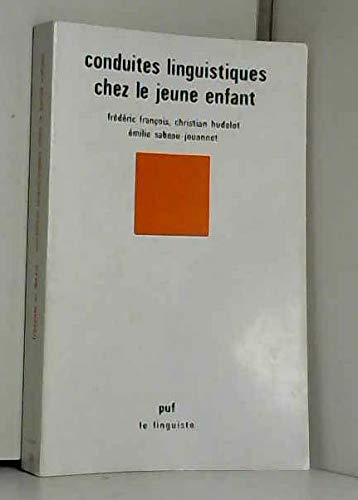 conduites linguistiques
chez le jeune enfant
frédéric françois, christian hudelot
émilie sabeau-jouannet
puf
le linguiste